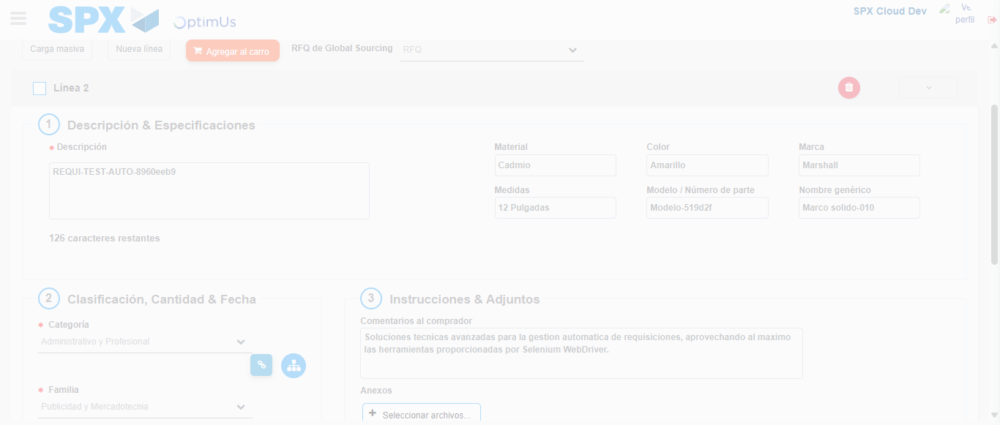 SPX
OptimUs
SPX Cloud Dev
Ve
perfil
Carga masiva
Nueva línea
Agregar al carro
RFQ de Global Sourcing
RFQ
Línea 2
1 Descripción & Especificaciones
* Descripción
REQUI-TEST-AUTO-8960eeb9
126 caracteres restantes
Material
Color
Marca
Cadmio
Amarillo
Marshall
Medidas
Modelo / Número de parte
Nombre genérico
12 Pulgadas
Modelo-519d2f
Marco solido-010
2 Clasificación, Cantidad & Fecha
* Categoría
Administrativo y Profesional
* Familia
Publicidad y Mercadotecnia
3 Instrucciones & Adjuntos
Comentarios al comprador
Soluciones tecnicas avanzadas para la gestion automatica de requisiciones, aprovechando al maximo
las herramientas proporcionadas por Selenium WebDriver.
Anexos
+ Seleccionar archivos...